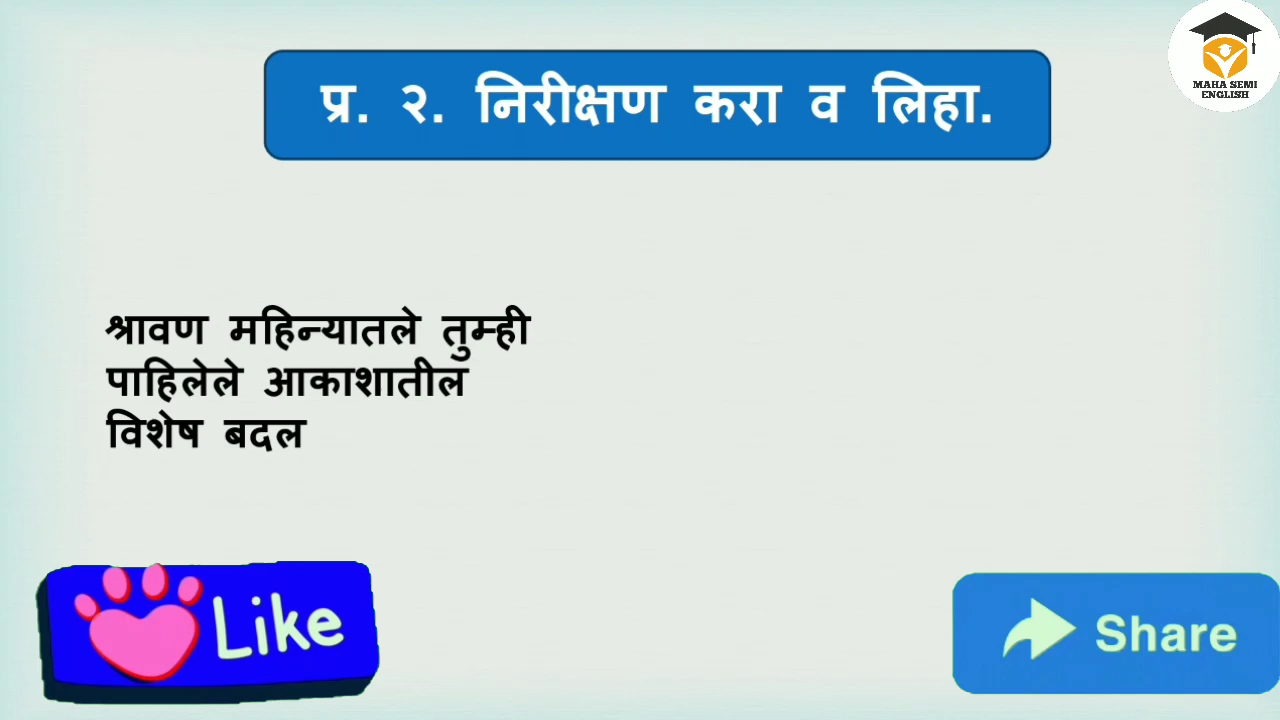 MAHA SEMI
ENGLISH
प्र. २. निरीक्षण करा व लिहा.
श्रावण महिन्यातले तुम्ही
पाहिलेले आकाशातील
विशेष बदल
Like
Share